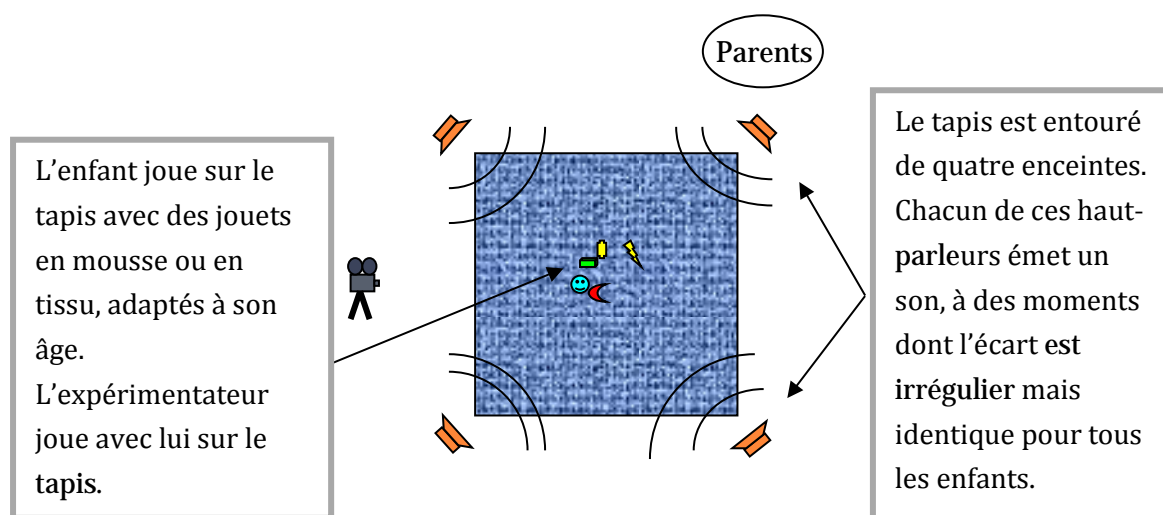 Parents
L’enfant joue sur le
tapis avec des jouets
en mousse ou en
tissu, adaptés à son
âge.
L’expérimentateur
joue avec lui sur le
tapis.
Le tapis est entouré
de quatre enceintes.
Chacun de ces haut-
parleurs émet un
son, à des moments
dont l’écart est
irrégulier mais
identique pour tous
les enfants.